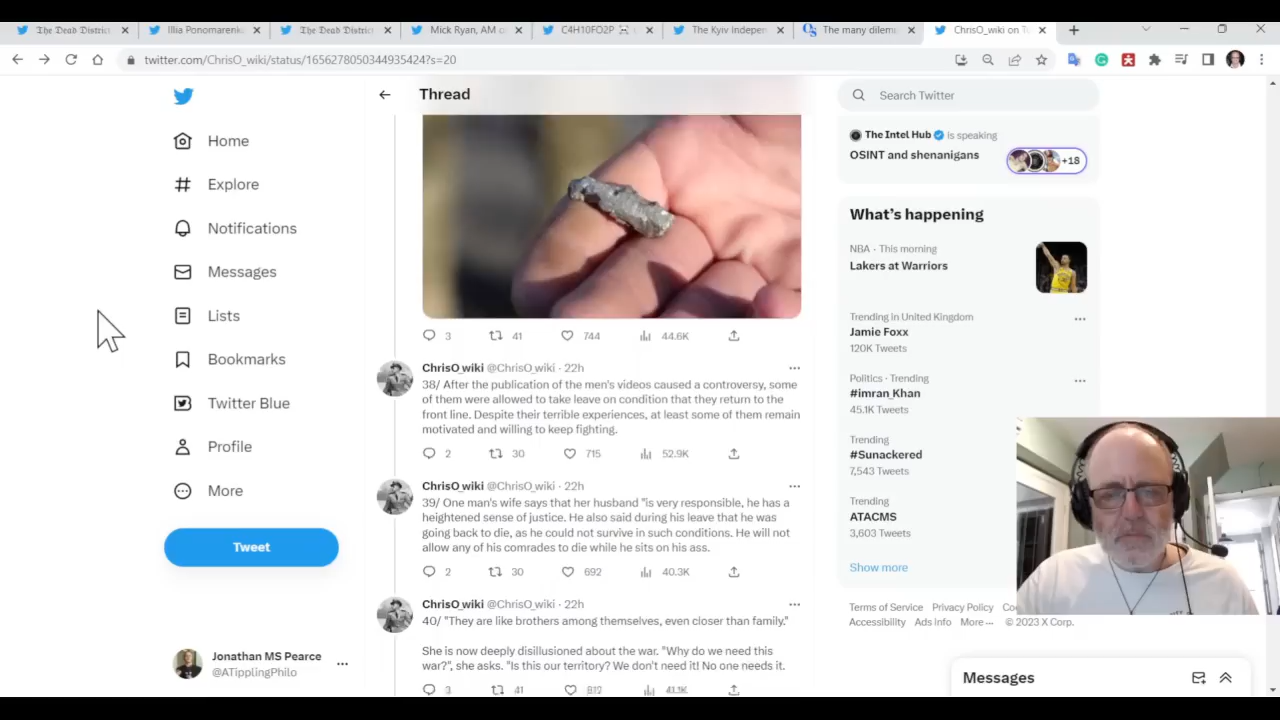 The Dead District
Illia Ponomarenk
The Dead District
Mick Ryan, AM
C4H10FO2P
The Kyiv Indepen
The many dilem
ChrisO_wiki on
twitter.com/ChrisO_wiki/status/1656278050344935424?s=20
Home
Explore
Notifications
Messages
Lists
Bookmarks
Twitter Blue
Profile
More
Tweet
Jonathan MS Pearce
@ATipplingPhilo
Thread
3 41 744 44.6K
ChrisO_wiki @ChrisO_wiki · 22h
38/ After the publication of the men's videos caused a controversy, some
of them were allowed to take leave on condition that they return to the
front line. Despite their terrible experiences, at least some of them remain
motivated and willing to keep fighting.
2 30 715 52.9K
ChrisO_wiki @ChrisO_wiki · 22h
39/ One man's wife says that her husband "is very responsible, he has a
heightened sense of justice. He also said during his leave that he was
going back to die, as he could not survive in such conditions. He will not
allow any of his comrades to die while he sits on his ass.
2 30 692 40.3K
ChrisO_wiki @ChrisO_wiki · 22h
40/ "They are like brothers among themselves, even closer than family."
She is now deeply disillusioned about the war. "Why do we need this
war?", she asks. "Is this our territory? We don't need it! No one needs it.
3 41 812 41.1K
Search Twitter
The Intel Hub is speaking
OSINT and shenanigans
+18
What's happening
NBA · This morning
Lakers at Warriors
Trending in United Kingdom
Jamie Foxx
120K Tweets
Politics · Trending
#imran_Khan
45.1K Tweets
Trending
#Sunackered
7,543 Tweets
Trending
ATACMS
3,603 Tweets
Show more
Terms of Service Privacy Policy Coo
Accessibility Ads info More ··· © 2023 X Corp.
Messages